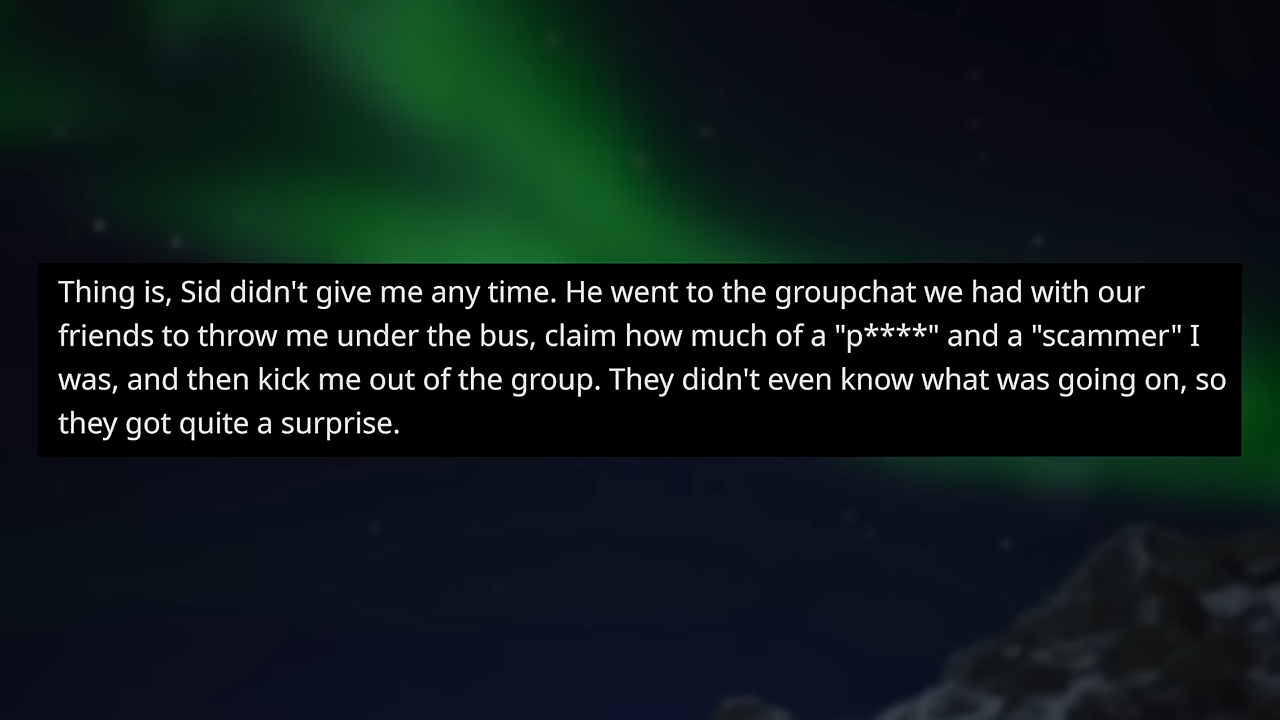 Thing is, Sid didn't give me any time. He went to the groupchat we had with our
friends to throw me under the bus, claim how much of a "p****" and a "scammer" I
was, and then kick me out of the group. They didn't even know what was going on, so
they got quite a surprise.